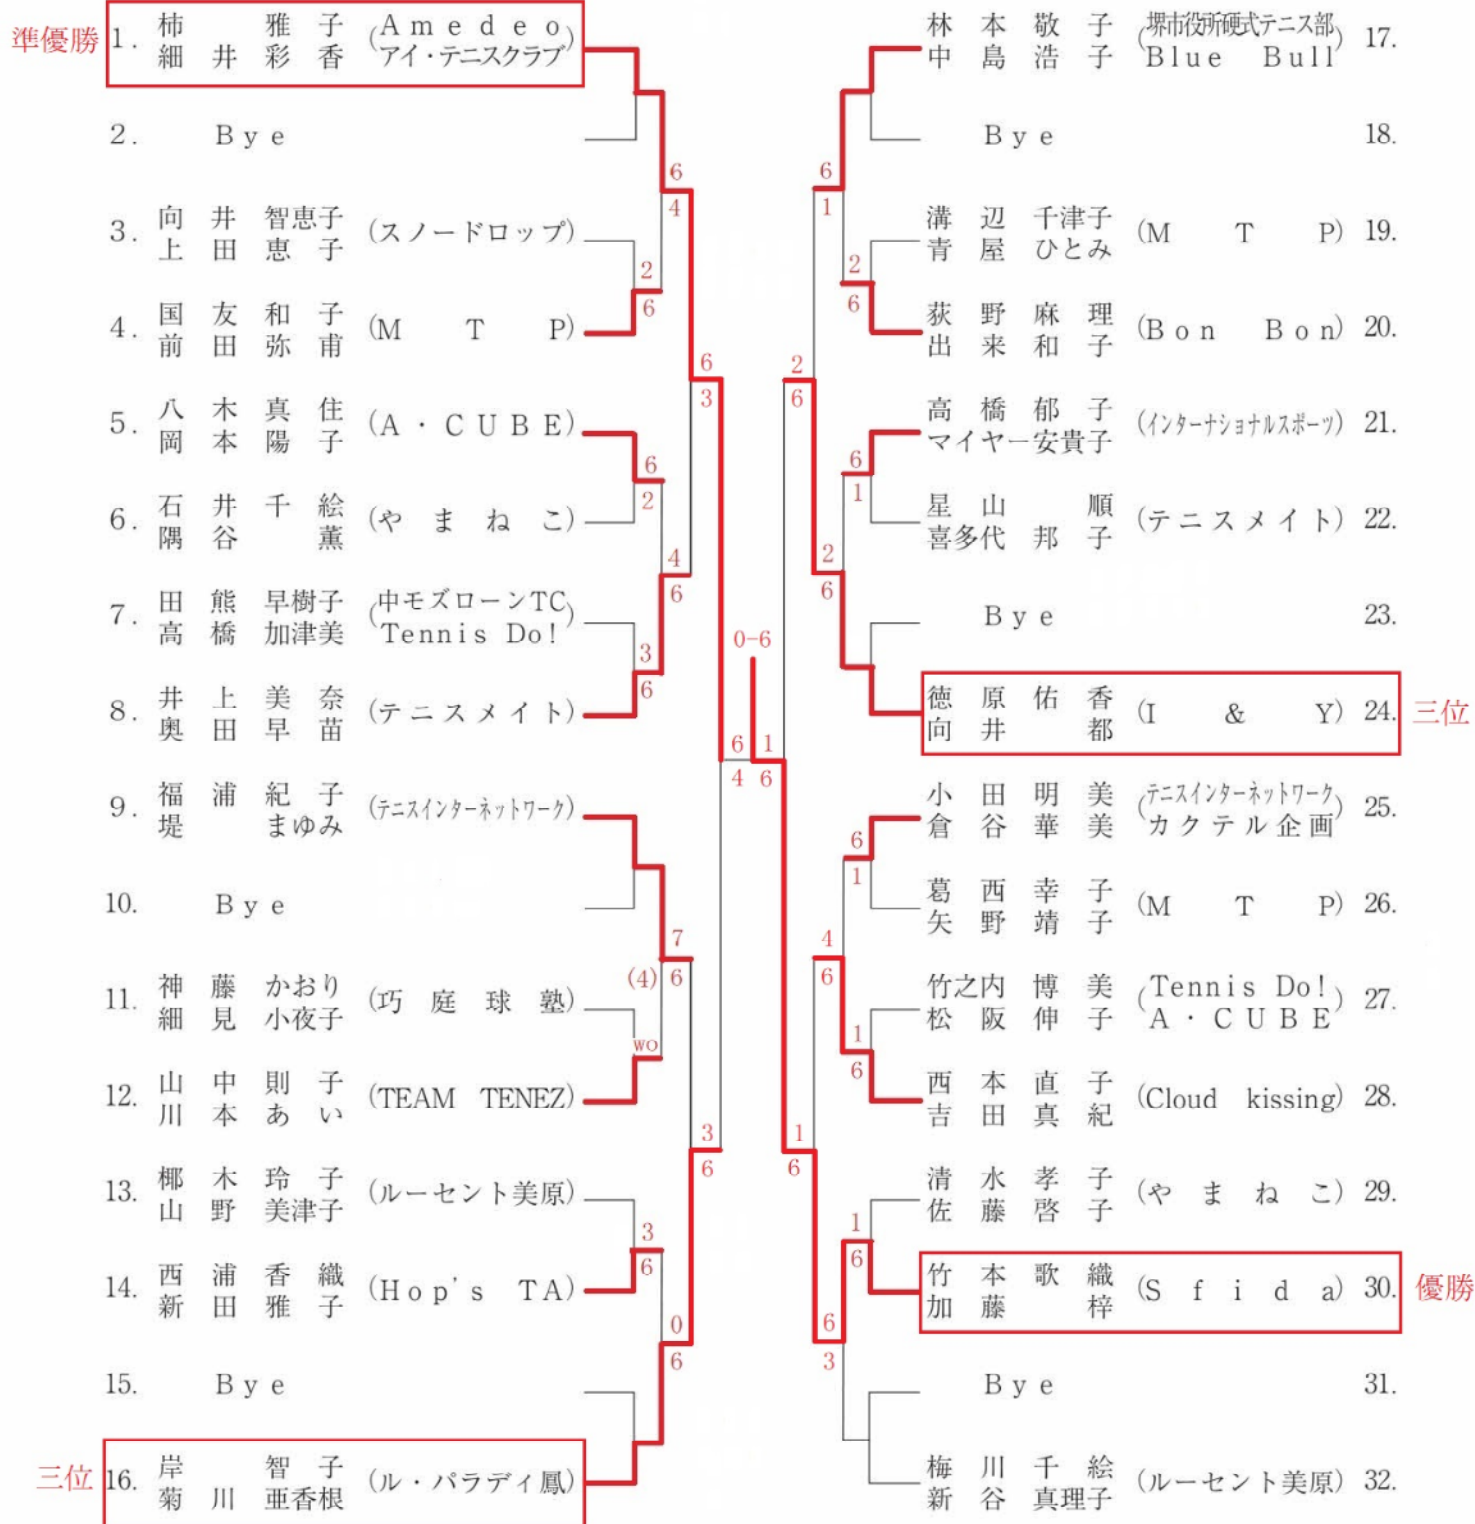 準優勝
1. 柿 雅 子 (Amedeo
細 井 彩 香 アイ・テニスクラブ)
2. Bye
3. 向 井 智恵子 (スノードロップ)
上 田 恵 子
4. 国 友 和 子 (M T P)
前 田 弥 甫
5. 八 木 真 住 (A・CUBE)
岡 本 陽 子
6. 石 井 千 絵 (やまねこ)
隅 谷 薫
7. 田 熊 早樹子 (中モズローンTC
高 橋 加津美 Tennis Do!)
8. 井 上 美 奈 (テニスメイト)
奥 田 早 苗
9. 福 浦 紀 子 (テニスインターネットワーク)
堤 まゆみ
10. Bye
11. 神 藤 かおり (巧庭球塾)
細 見 小夜子
12. 山 中 則 子 (TEAM TENEZ)
川 本 あ い
13. 椰 木 玲 子 (ルーセント美原)
山 野 美津子
14. 西 浦 香 織 (Hop's TA)
新 田 雅 子
15. Bye
三位
16. 岸 智 子 (ル・パラディ鳳)
菊 川 亜香根
6
4
2
6
6
3
6
2
4
6
3
6
7
(4) 6
WO
3
6
3
6
0
6
0-6
6 1
4 6
6
1
2
6
2
6
6
1
2
6
6
1
4
6
1
6
1
6
1
6
6
3
林 本 敬 子 (堺市役所硬式テニス部 17.
中 島 浩 子 Blue Bull)
Bye 18.
溝 辺 千津子 (M T P) 19.
青 屋 ひとみ
荻 野 麻 理 (Bon Bon) 20.
出 来 和 子
高 橋 郁 子 (インターナショナルスポーツ) 21.
マイヤー安貴子
星 山 順 (テニスメイト) 22.
喜多代 邦 子
Bye 23.
徳 原 佑 香 (I & Y) 24.
向 井 都
三位
小 田 明 美 (テニスインターネットワーク 25.
倉 谷 華 美 カクテル企画)
葛 西 幸 子 (M T P) 26.
矢 野 靖 子
竹之内 博 美 (Tennis Do! 27.
松 阪 伸 子 A・CUBE)
西 本 直 子 (Cloud kissing) 28.
吉 田 真 紀
清 水 孝 子 (やまねこ) 29.
佐 藤 啓 子
竹 本 歌 織 (Sfida) 30.
加 藤 梓
優勝
Bye 31.
梅 川 千 絵 (ルーセント美原) 32.
新 谷 真理子